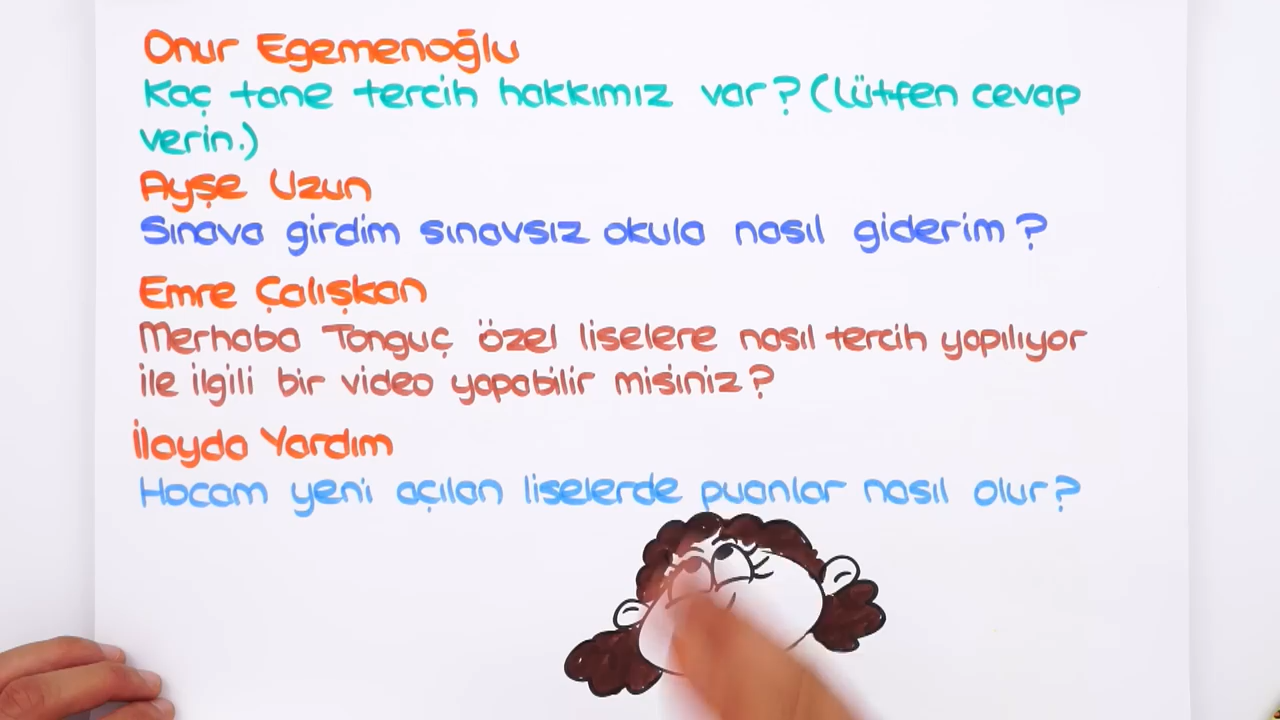 Onur Egemenoğlu
Kaç tane tercih hakkımız var? (Lütfen cevap
verin.)
Ayşe Uzun
Sınava girdim sınavsız okula nasıl giderim?
Emre Çalışkan
Merhaba Tonguç özel liselere nasıl tercih yapılıyor
ile ilgili bir video yapabilir misiniz?
İlayda Yardım
Hocam yeni açılan liselerde puanlar nasıl olur?